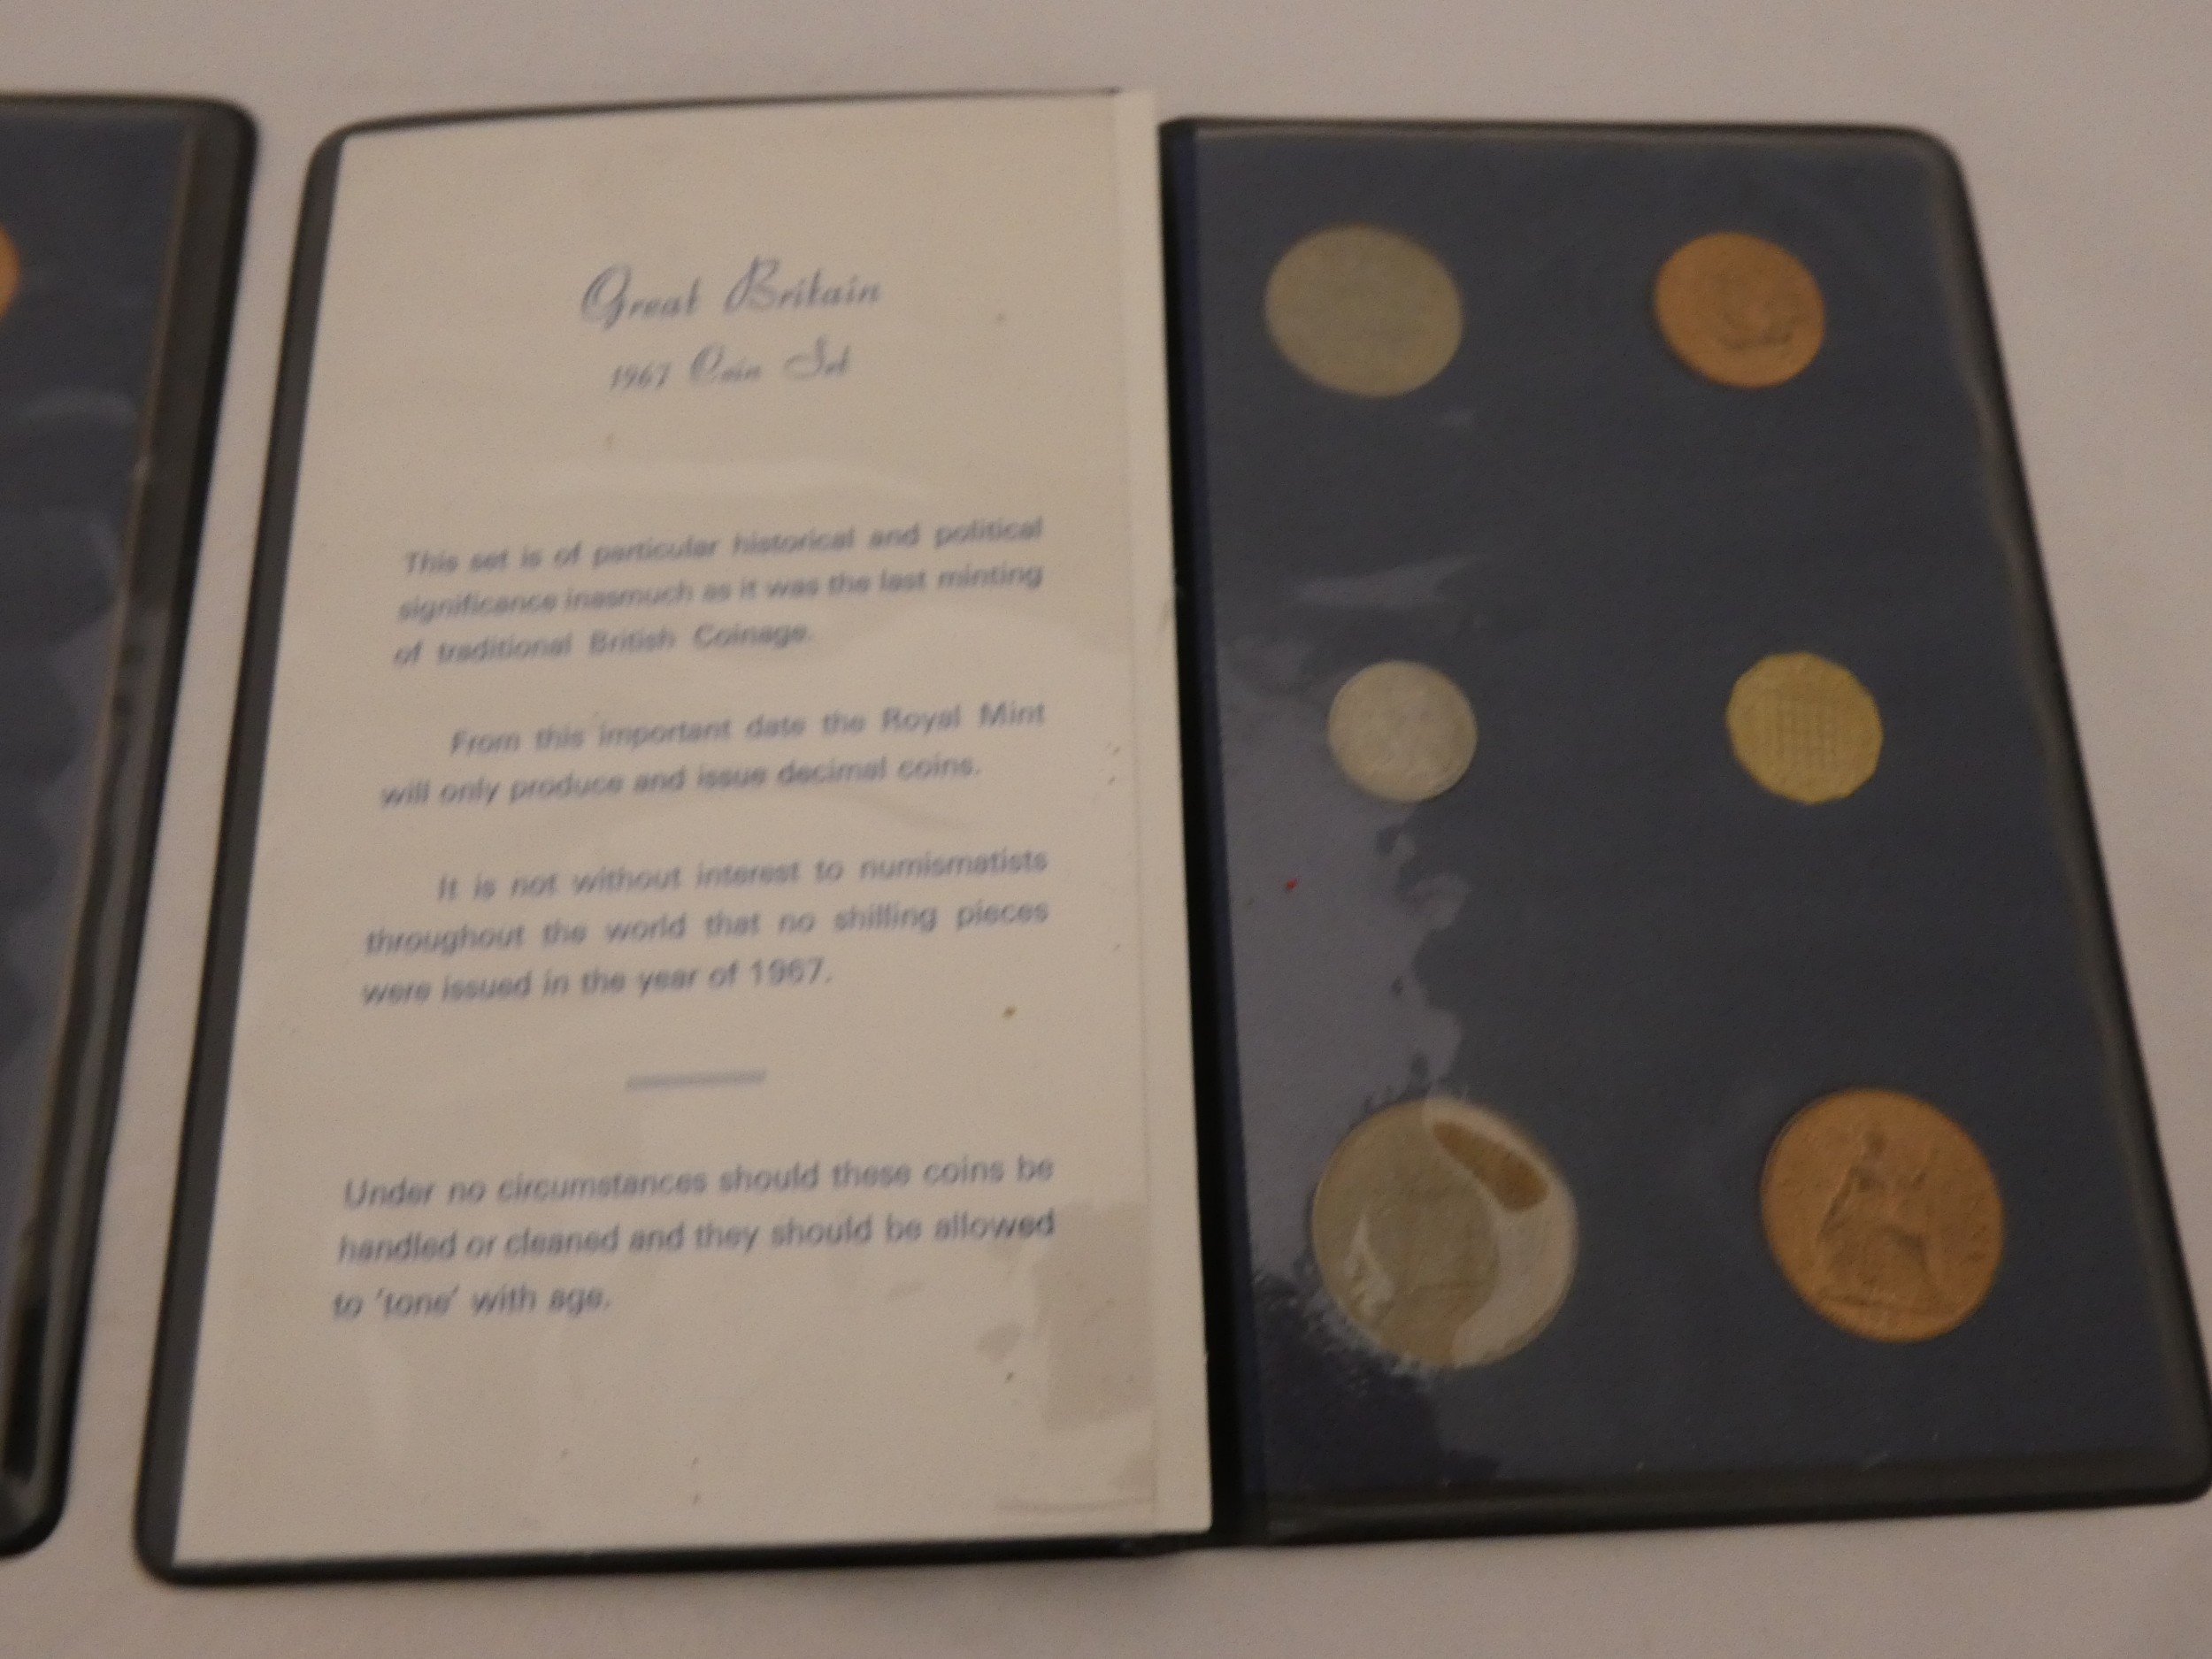 Great Britain
1967 Coin Set
This set is of particular historical and political
significance inasmuch as it was the last minting
of traditional British Coinage.
From this important date the Royal Mint
will only produce and issue decimal coins.
It is not without interest to numismatists
throughout the world that no shilling pieces
were issued in the year of 1967.
Under no circumstances should these coins be
handled or cleaned and they should be allowed
to 'tone' with age.